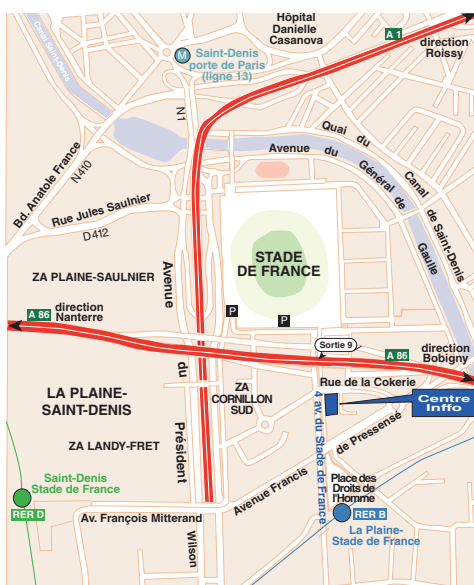 Hôpital
Danielle
Casanova
A 1
direction
Roissy
Canal Saint-Denis
M
Saint-Denis
porte de Paris
(ligne 13)
N1
Quai du
Canal
de Saint-Denis
Avenue du
Général de
Gaulle
Bd. Anatole France
N410
Rue Jules Saulnier
D412
ZA PLAINE-SAULNIER
Avenue
du
Président
Wilson
STADE
DE FRANCE
P
P
A 86
direction
Nanterre
Sortie 9
A 86
direction
Bobigny
LA PLAINE-
SAINT-DENIS
ZA
CORNILLON
SUD
Rue de la Cokerie
Centre
Inffo
4 av. du Stade de France
ZA LANDY-FRET
Avenue Francis
de Pressensé
Saint-Denis
Stade de France
RER D
Av. François Mitterand
Place des
Droits de
l'Homme
RER B
La Plaine-
Stade de France